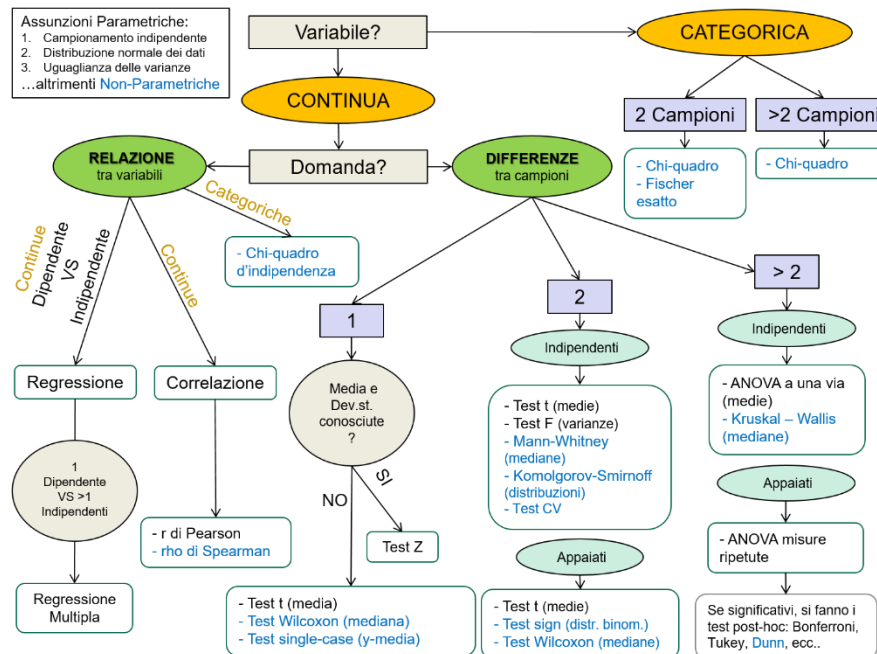 Assunzioni Parametriche:
1. Campionamento indipendente
2. Distribuzione normale dei dati
3. Uguaglianza delle varianze
…altrimenti Non-Parametriche
Variabile?
CATEGORICA
CONTINUA
2 Campioni
>2 Campioni
- Chi-quadro
- Fischer
esatto
- Chi-quadro
RELAZIONE
tra variabili
Domanda?
DIFFERENZE
tra campioni
Categoriche
- Chi-quadro
d'indipendenza
Continue
Dipendente
VS
Indipendente
Continue
1
2
> 2
Indipendenti
Indipendenti
Regressione
Correlazione
Media e
Dev.st.
conosciute
?
- Test t (medie)
- Test F (varianze)
- Mann-Whitney
(mediane)
- Komolgorov-Smirnoff
(distribuzioni)
- Test CV
- ANOVA a una via
(medie)
- Kruskal – Wallis
(mediane)
1
Dipendente
VS >1
Indipendenti
NO
SI
Appaiati
- r di Pearson
- rho di Spearman
Test Z
Appaiati
- ANOVA misure
ripetute
Regressione
Multipla
- Test t (media)
- Test Wilcoxon (mediana)
- Test single-case (y-media)
- Test t (medie)
- Test sign (distr. binom.)
- Test Wilcoxon (mediane)
Se significativi, si fanno i
test post-hoc: Bonferroni,
Tukey, Dunn, ecc..